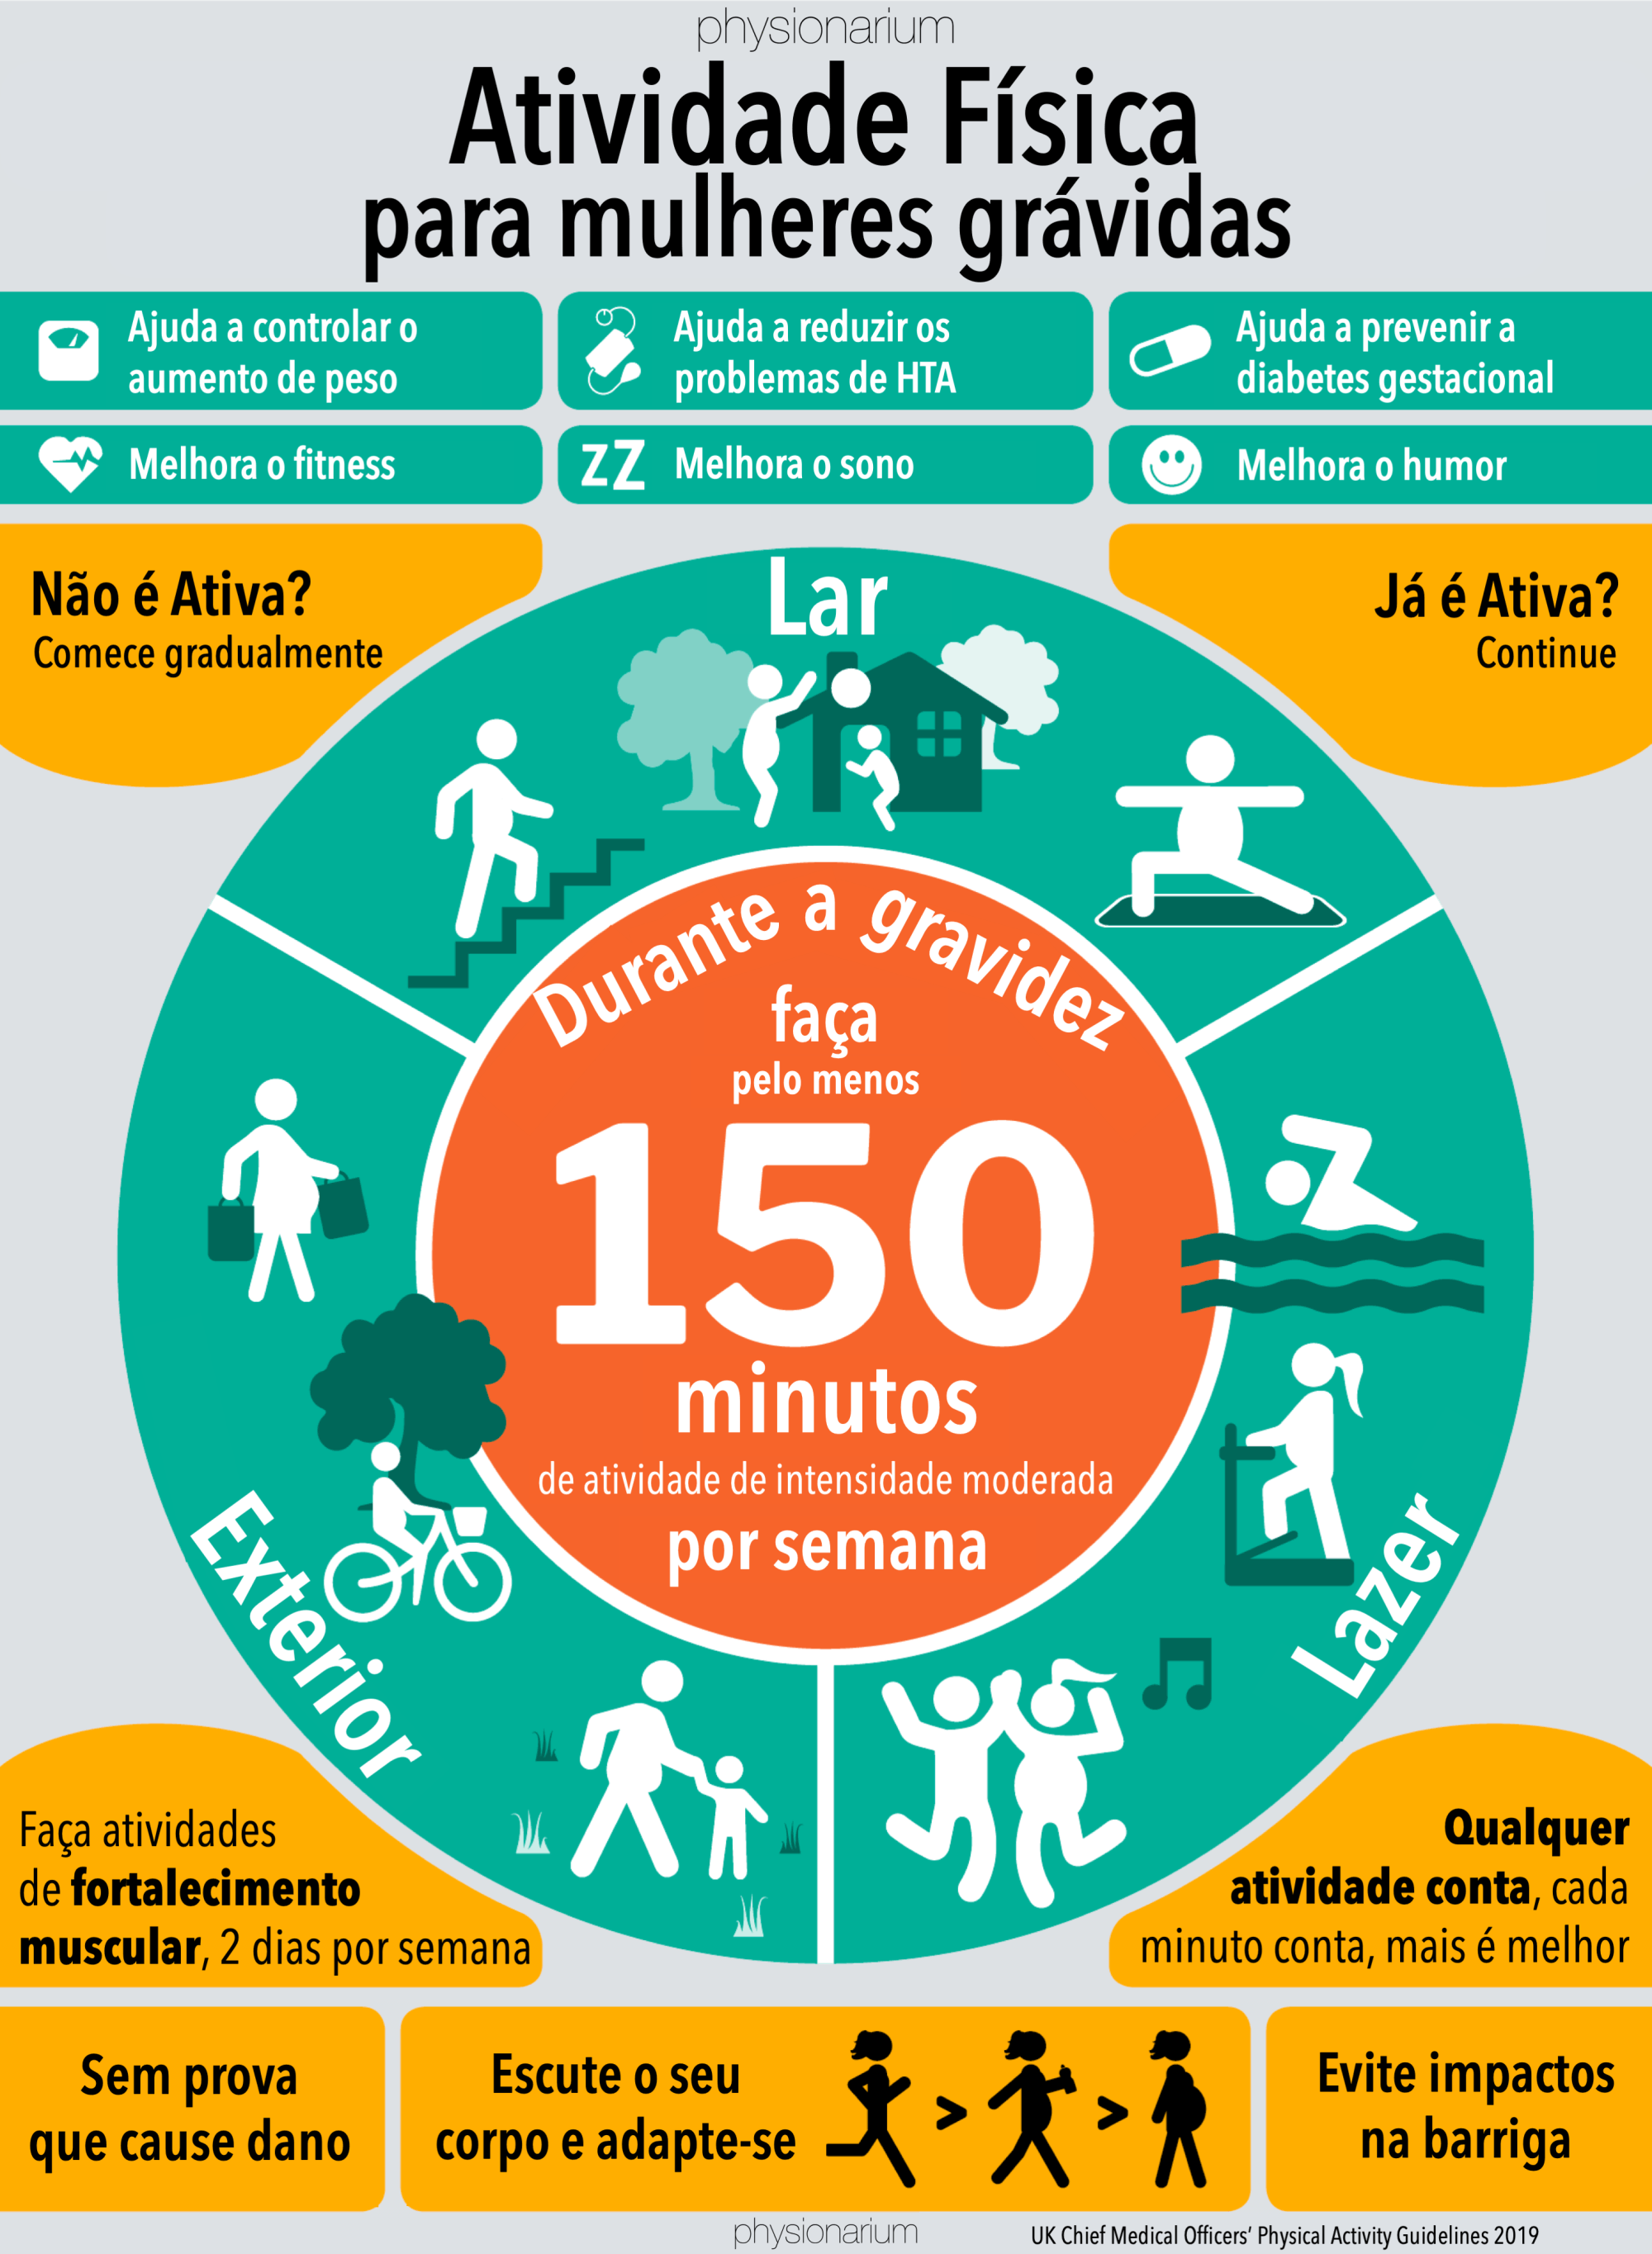 physionarium
Atividade Física
para mulheres grávidas
Ajuda a controlar o
aumento de peso
Ajuda a reduzir os
problemas de HTA
Ajuda a prevenir a
diabetes gestacional
Melhora o fitness
ZZ
Melhora o sono
Melhora o humor
Não é Ativa?
Comece gradualmente
Já é Ativa?
Continue
Lar
Durante a gravidez
faça
pelo menos
150
minutos
de atividade de intensidade moderada
por semana
Exterior
Lazer
Faça atividades
de fortalecimento
muscular, 2 dias por semana
Qualquer
atividade conta, cada
minuto conta, mais é melhor
Sem prova
que cause dano
Escute o seu
corpo e adapte-se
> >
Evite impactos
na barriga
physionarium
UK Chief Medical Officers’ Physical Activity Guidelines 2019